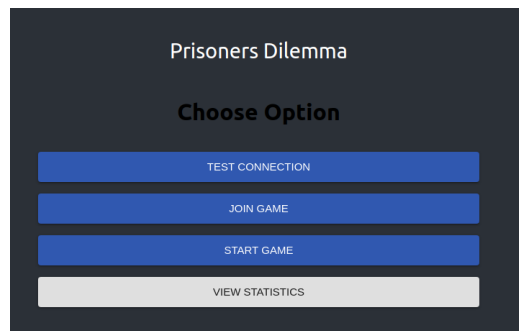 Prisoners Dilemma
Choose Option
TEST CONNECTION
JOIN GAME
START GAME
VIEW STATISTICS